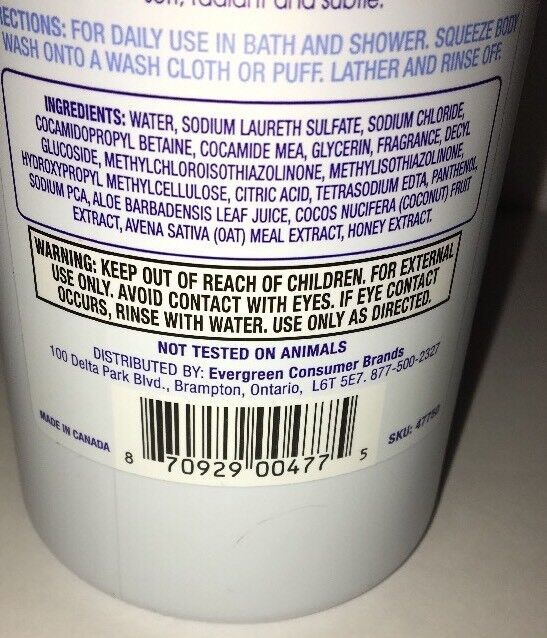 soft, radiant and subtle.
DIRECTIONS: FOR DAILY USE IN BATH AND SHOWER. SQUEEZE BODY
WASH ONTO A WASH CLOTH OR PUFF. LATHER AND RINSE OFF.
INGREDIENTS: WATER, SODIUM LAURETH SULFATE, SODIUM CHLORIDE,
COCAMIDOPROPYL BETAINE, COCAMIDE MEA, GLYCERIN, FRAGRANCE, DECYL
GLUCOSIDE, METHYLCHLOROISOTHIAZOLINONE, METHYLISOTHIAZOLINONE,
HYDROXYPROPYL METHYLCELLULOSE, CITRIC ACID, TETRASODIUM EDTA, PANTHENOL,
SODIUM PCA, ALOE BARBADENSIS LEAF JUICE, COCOS NUCIFERA (COCONUT) FRUIT
EXTRACT, AVENA SATIVA (OAT) MEAL EXTRACT, HONEY EXTRACT.
WARNING: KEEP OUT OF REACH OF CHILDREN. FOR EXTERNAL
USE ONLY. AVOID CONTACT WITH EYES. IF EYE CONTACT
OCCURS, RINSE WITH WATER. USE ONLY AS DIRECTED.
NOT TESTED ON ANIMALS
DISTRIBUTED BY: Evergreen Consumer Brands
100 Delta Park Blvd., Brampton, Ontario, L6T 5E7. 877-500-2327
MADE IN CANADA
8 70929 00477 5
SKU: 47760